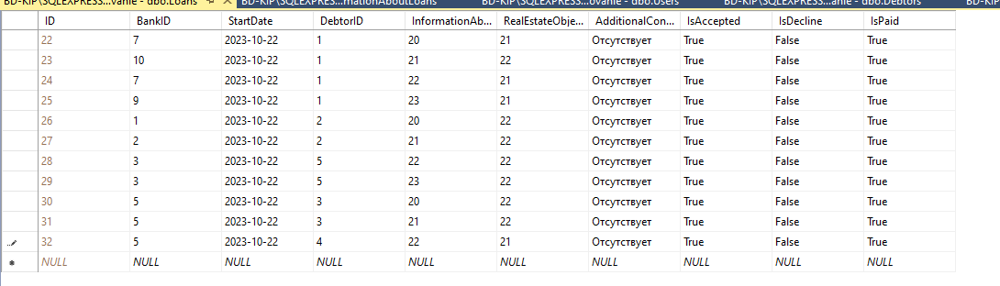 BD-KIP\SQLEXPRESS...vanie - dbo.Loans BD-KIP\SQLEXPRESS...mationAboutLoans BD-KIP\SQLEXPRESS...ovanie - dbo.Users BD-KIP\SQLEXPRESS...anie - dbo.Debtors BD-KIP
ID BankID StartDate DebtorID InformationAb... RealEstateObje... AdditionalCon... IsAccepted IsDecline IsPaid
22 7 2023-10-22 1 20 21 Отсутствует True False True
23 10 2023-10-22 1 21 22 Отсутствует True False True
24 7 2023-10-22 1 22 21 Отсутствует True False True
25 9 2023-10-22 1 23 21 Отсутствует True False True
26 1 2023-10-22 2 20 22 Отсутствует True False True
27 2 2023-10-22 2 21 22 Отсутствует True False True
28 3 2023-10-22 5 22 22 Отсутствует True False True
29 3 2023-10-22 5 23 22 Отсутствует True False True
30 5 2023-10-22 3 20 22 Отсутствует True False True
31 5 2023-10-22 3 21 22 Отсутствует True False True
32 5 2023-10-22 4 22 21 Отсутствует True False True
NULL NULL NULL NULL NULL NULL NULL NULL NULL NULL